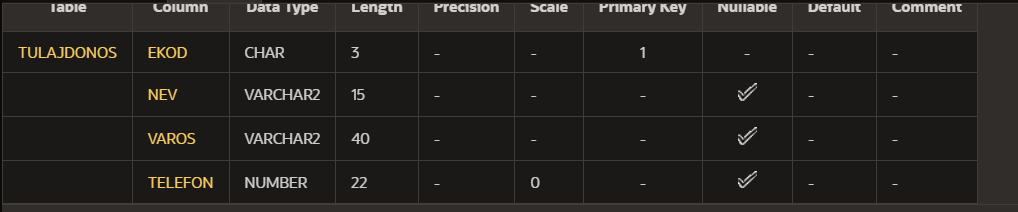 Table Column Data Type Length Precision Scale Primary Key Nullable Default Comment
TULAJDONOS EKOD CHAR 3 - - 1 - - -
NEV VARCHAR2 15 - - - ✓ - -
VAROS VARCHAR2 40 - - - ✓ - -
TELEFON NUMBER 22 - 0 - ✓ - -